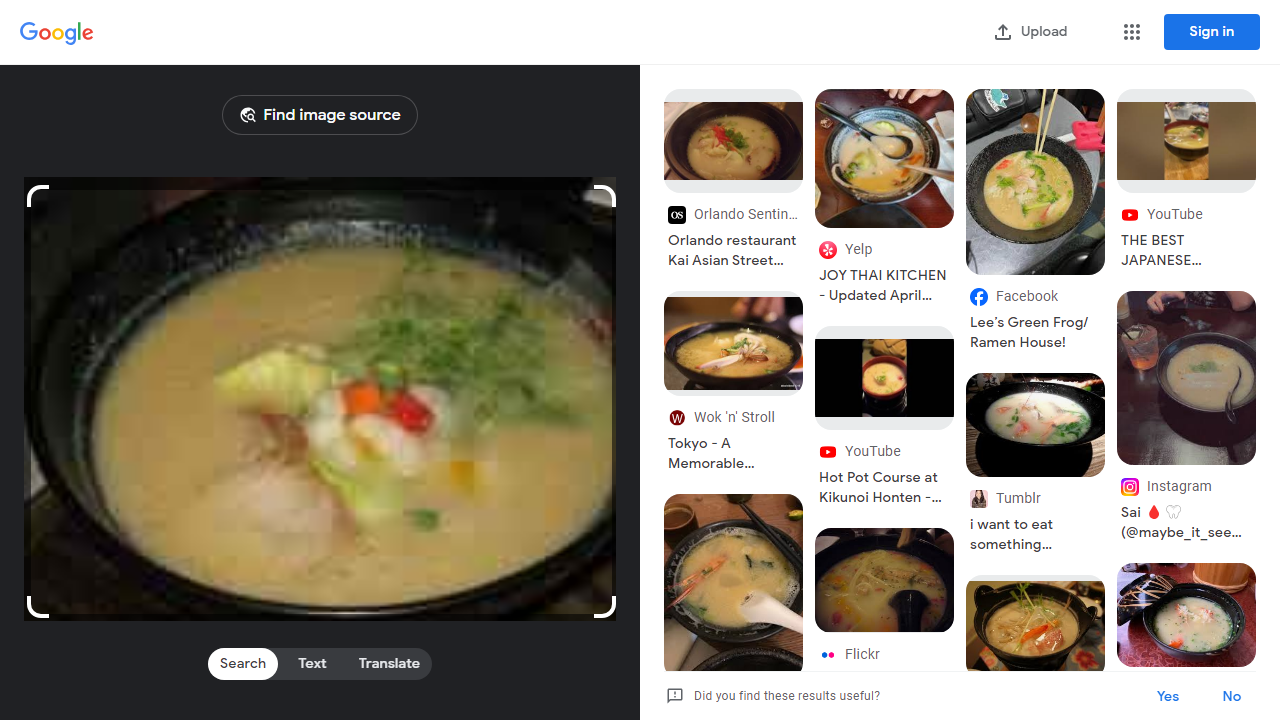 Google
Upload
Sign in
Find image source
Search
Text
Translate
OS
Orlando Sentin...
Orlando restaurant
Kai Asian Street...
W
Wok 'n' Stroll
Tokyo - A
Memorable...
Yelp
JOY THAI KITCHEN
- Updated April...
YouTube
Hot Pot Course at
Kikunoi Honten -...
Flickr
Facebook
Lee's Green Frog/
Ramen House!
Tumblr
i want to eat
something...
YouTube
THE BEST
JAPANESE...
Instagram
Sai 🩸 🦷
(@maybe_it_see...
Did you find these results useful?
Yes
No